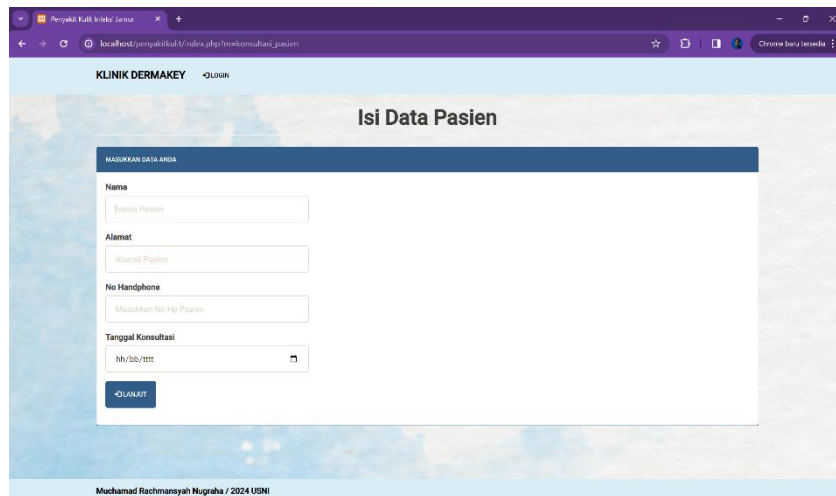 Penyakit Kulit Infeksi Jamur
localhost/penyakitkulit/index.php?m=konsultasi_pasien
Chrome baru tersedia
KLINIK DERMAKEY
LOGIN
Isi Data Pasien
MASUKKAN DATA ANDA
Nama
Nama Pasien
Alamat
Alamat Pasien
No Handphone
Masukkan No Hp Pasien
Tanggal Konsultasi
hh/bb/tttt
LANJUT
Muchamad Rachmansyah Nugraha / 2024 USNI